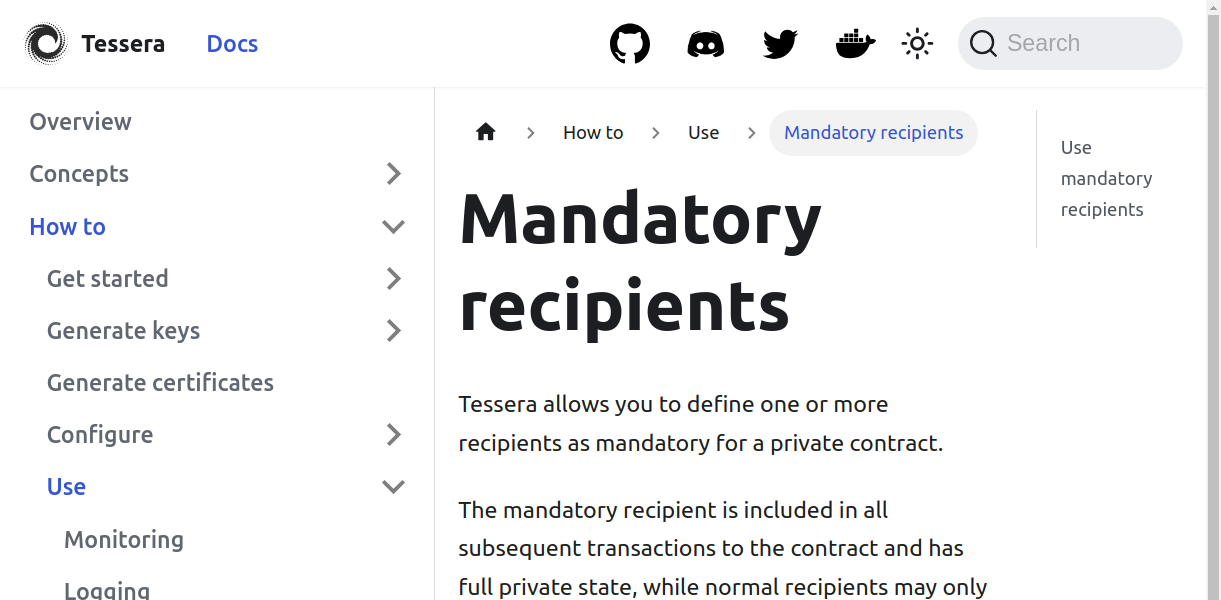 Tessera
Docs
Search
Overview
Concepts
How to
Get started
Generate keys
Generate certificates
Configure
Use
Monitoring
Logging
How to
Use
Mandatory recipients
Mandatory
recipients
Tessera allows you to define one or more
recipients as mandatory for a private contract.
The mandatory recipient is included in all
subsequent transactions to the contract and has
full private state, while normal recipients may only
Use
mandatory
recipients